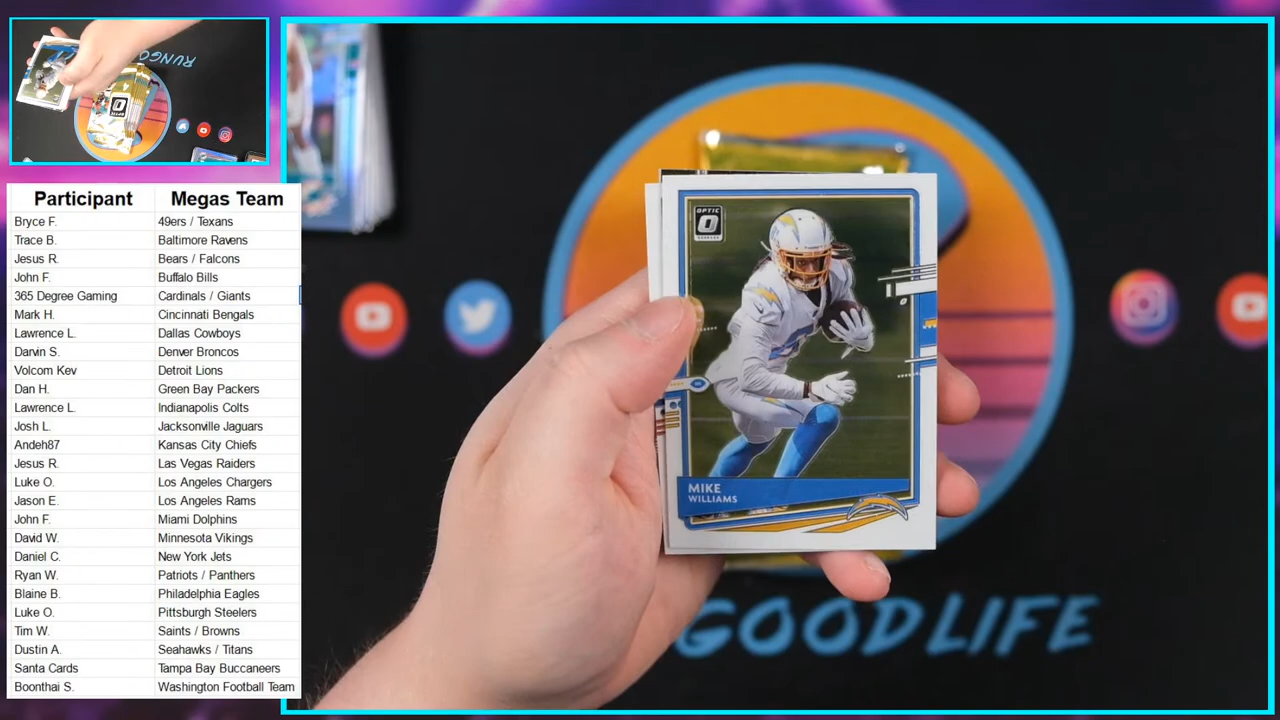 RUNGOOD
Participant Megas Team
Bryce F. 49ers / Texans
Trace B. Baltimore Ravens
Jesus R. Bears / Falcons
John F. Buffalo Bills
365 Degree Gaming Cardinals / Giants
Mark H. Cincinnati Bengals
Lawrence L. Dallas Cowboys
Darvin S. Denver Broncos
Volcom Kev Detroit Lions
Dan H. Green Bay Packers
Lawrence L. Indianapolis Colts
Josh L. Jacksonville Jaguars
Andeh87 Kansas City Chiefs
Jesus R. Las Vegas Raiders
Luke O. Los Angeles Chargers
Jason E. Los Angeles Rams
John F. Miami Dolphins
David W. Minnesota Vikings
Daniel C. New York Jets
Ryan W. Patriots / Panthers
Blaine B. Philadelphia Eagles
Luke O. Pittsburgh Steelers
Tim W. Saints / Browns
Dustin A. Seahawks / Titans
Santa Cards Tampa Bay Buccaneers
Boonthai S. Washington Football Team
OPTIC
O
MIKE
WILLIAMS
GOODLIFE